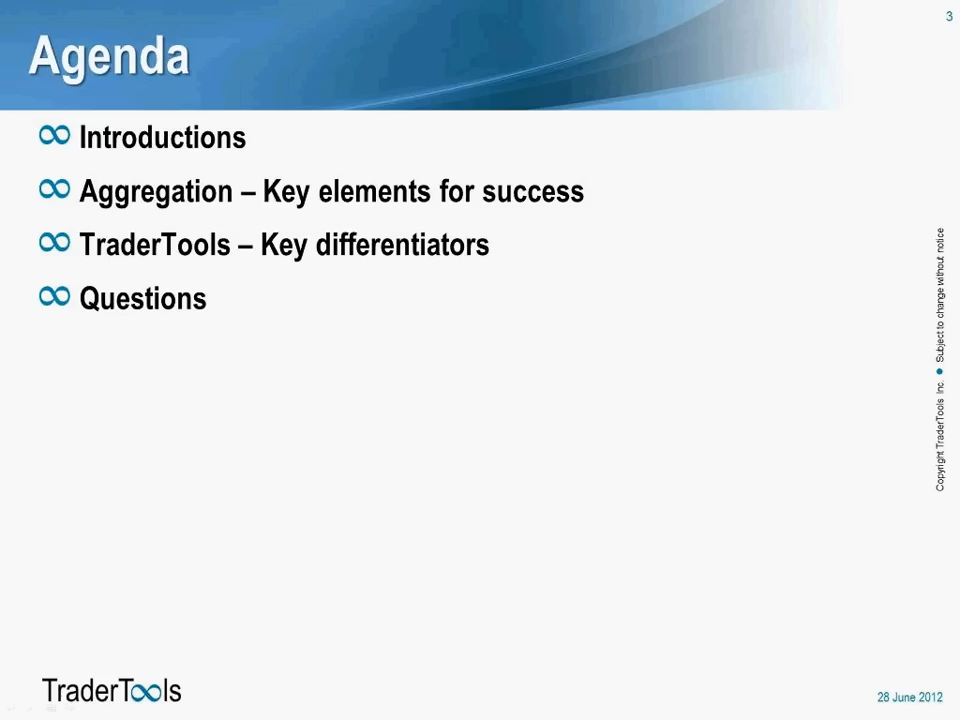 3
Agenda
∞ Introductions
∞ Aggregation – Key elements for success
∞ TraderTools – Key differentiators
∞ Questions
Copyright TraderTools Inc. ● Subject to change without notice
TraderTools
28 June 2012